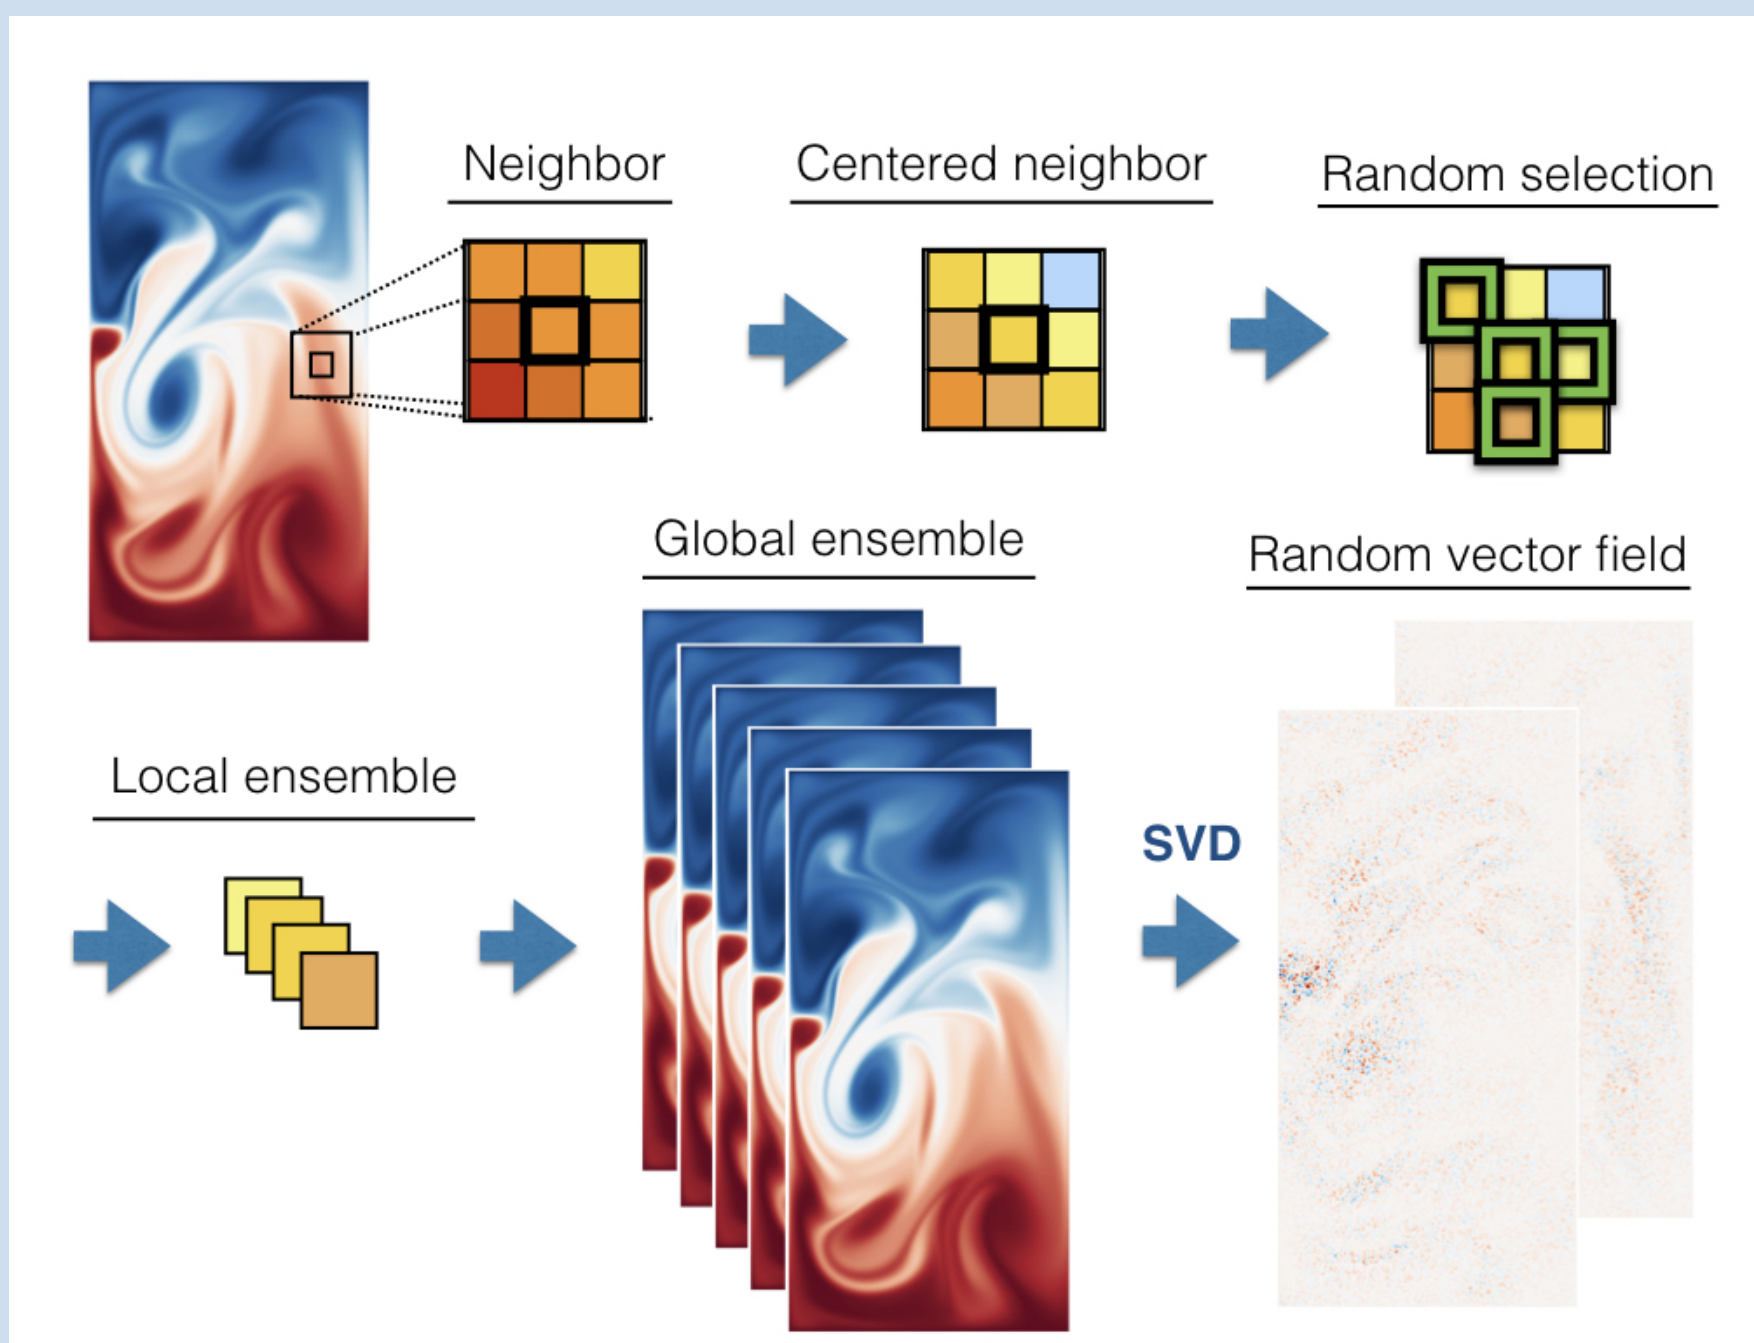 Neighbor
Centered neighbor
Random selection
Global ensemble
Random vector field
Local ensemble
SVD